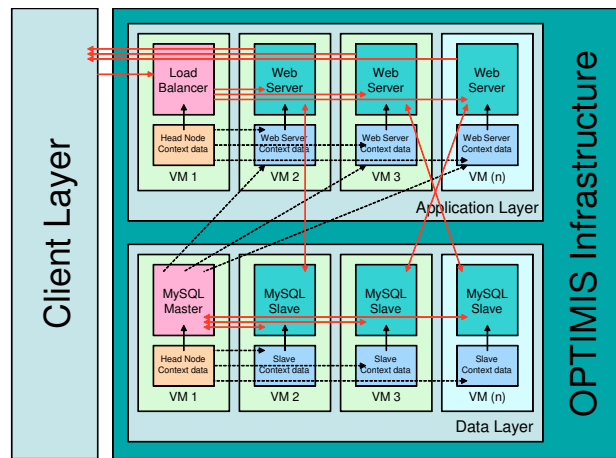 Client Layer
OPTIMIS Infrastructure
Load
Balancer
Web
Server
Web
Server
Web
Server
Head Node
Context data
Web Server
Context data
Web Server
Context data
Web Server
Context data
VM 1
VM 2
VM 3
VM (n)
Application Layer
MySQL
Master
MySQL
Slave
MySQL
Slave
MySQL
Slave
Head Node
Context data
Slave
Context data
Slave
Context data
Slave
Context data
VM 1
VM 2
VM 3
VM (n)
Data Layer